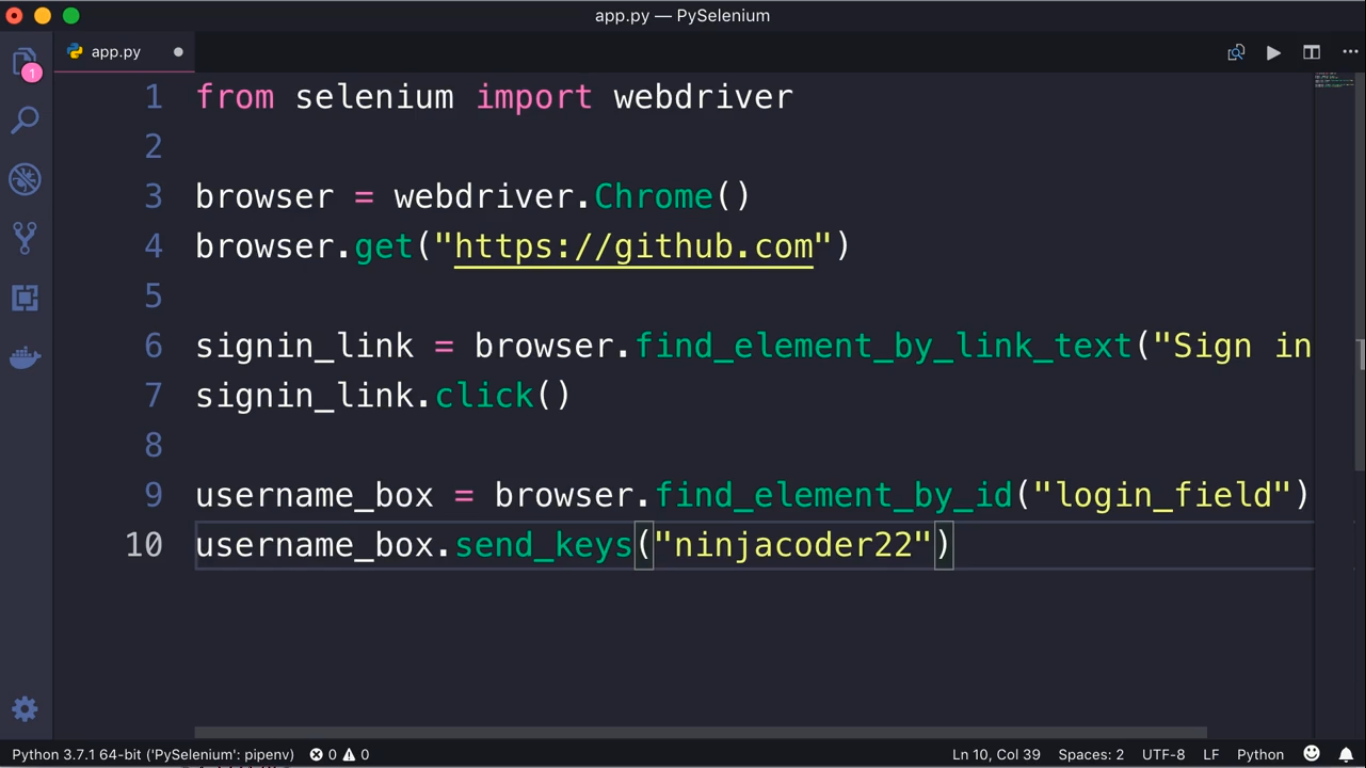 app.py — PySelenium
1
app.py
1 from selenium import webdriver
2
3 browser = webdriver.Chrome()
4 browser.get("https://github.com")
5
6 signin_link = browser.find_element_by_link_text("Sign in
7 signin_link.click()
8
9 username_box = browser.find_element_by_id("login_field")
10 username_box.send_keys("ninjacoder22")
Python 3.7.1 64-bit ('PySelenium': pipenv) 0 0 Ln 10, Col 39 Spaces: 2 UTF-8 LF Python